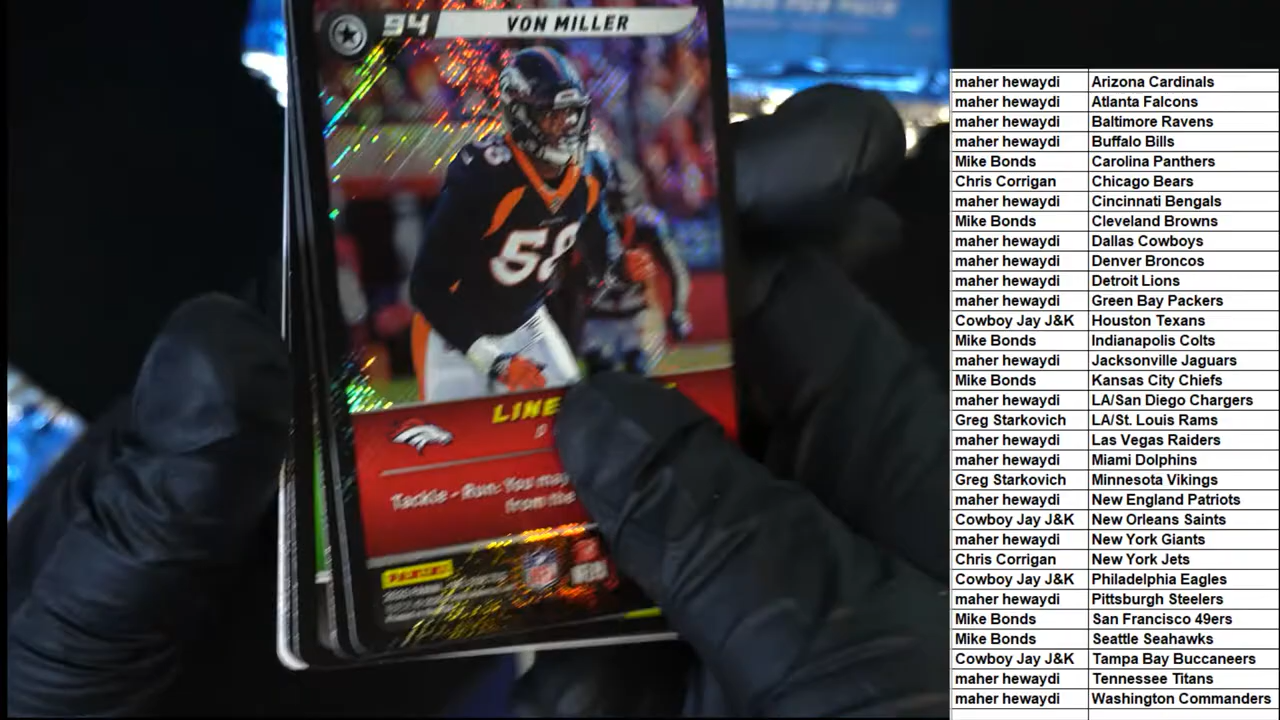 94 VON MILLER
58
LINE
Tackle - Run: You may
from the
PANINI
NFL
maher hewaydi Arizona Cardinals
maher hewaydi Atlanta Falcons
maher hewaydi Baltimore Ravens
maher hewaydi Buffalo Bills
Mike Bonds Carolina Panthers
Chris Corrigan Chicago Bears
maher hewaydi Cincinnati Bengals
Mike Bonds Cleveland Browns
maher hewaydi Dallas Cowboys
maher hewaydi Denver Broncos
maher hewaydi Detroit Lions
maher hewaydi Green Bay Packers
Cowboy Jay J&K Houston Texans
Mike Bonds Indianapolis Colts
maher hewaydi Jacksonville Jaguars
Mike Bonds Kansas City Chiefs
maher hewaydi LA/San Diego Chargers
Greg Starkovich LA/St. Louis Rams
maher hewaydi Las Vegas Raiders
maher hewaydi Miami Dolphins
Greg Starkovich Minnesota Vikings
maher hewaydi New England Patriots
Cowboy Jay J&K New Orleans Saints
maher hewaydi New York Giants
Chris Corrigan New York Jets
Cowboy Jay J&K Philadelphia Eagles
maher hewaydi Pittsburgh Steelers
Mike Bonds San Francisco 49ers
Mike Bonds Seattle Seahawks
Cowboy Jay J&K Tampa Bay Buccaneers
maher hewaydi Tennessee Titans
maher hewaydi Washington Commanders